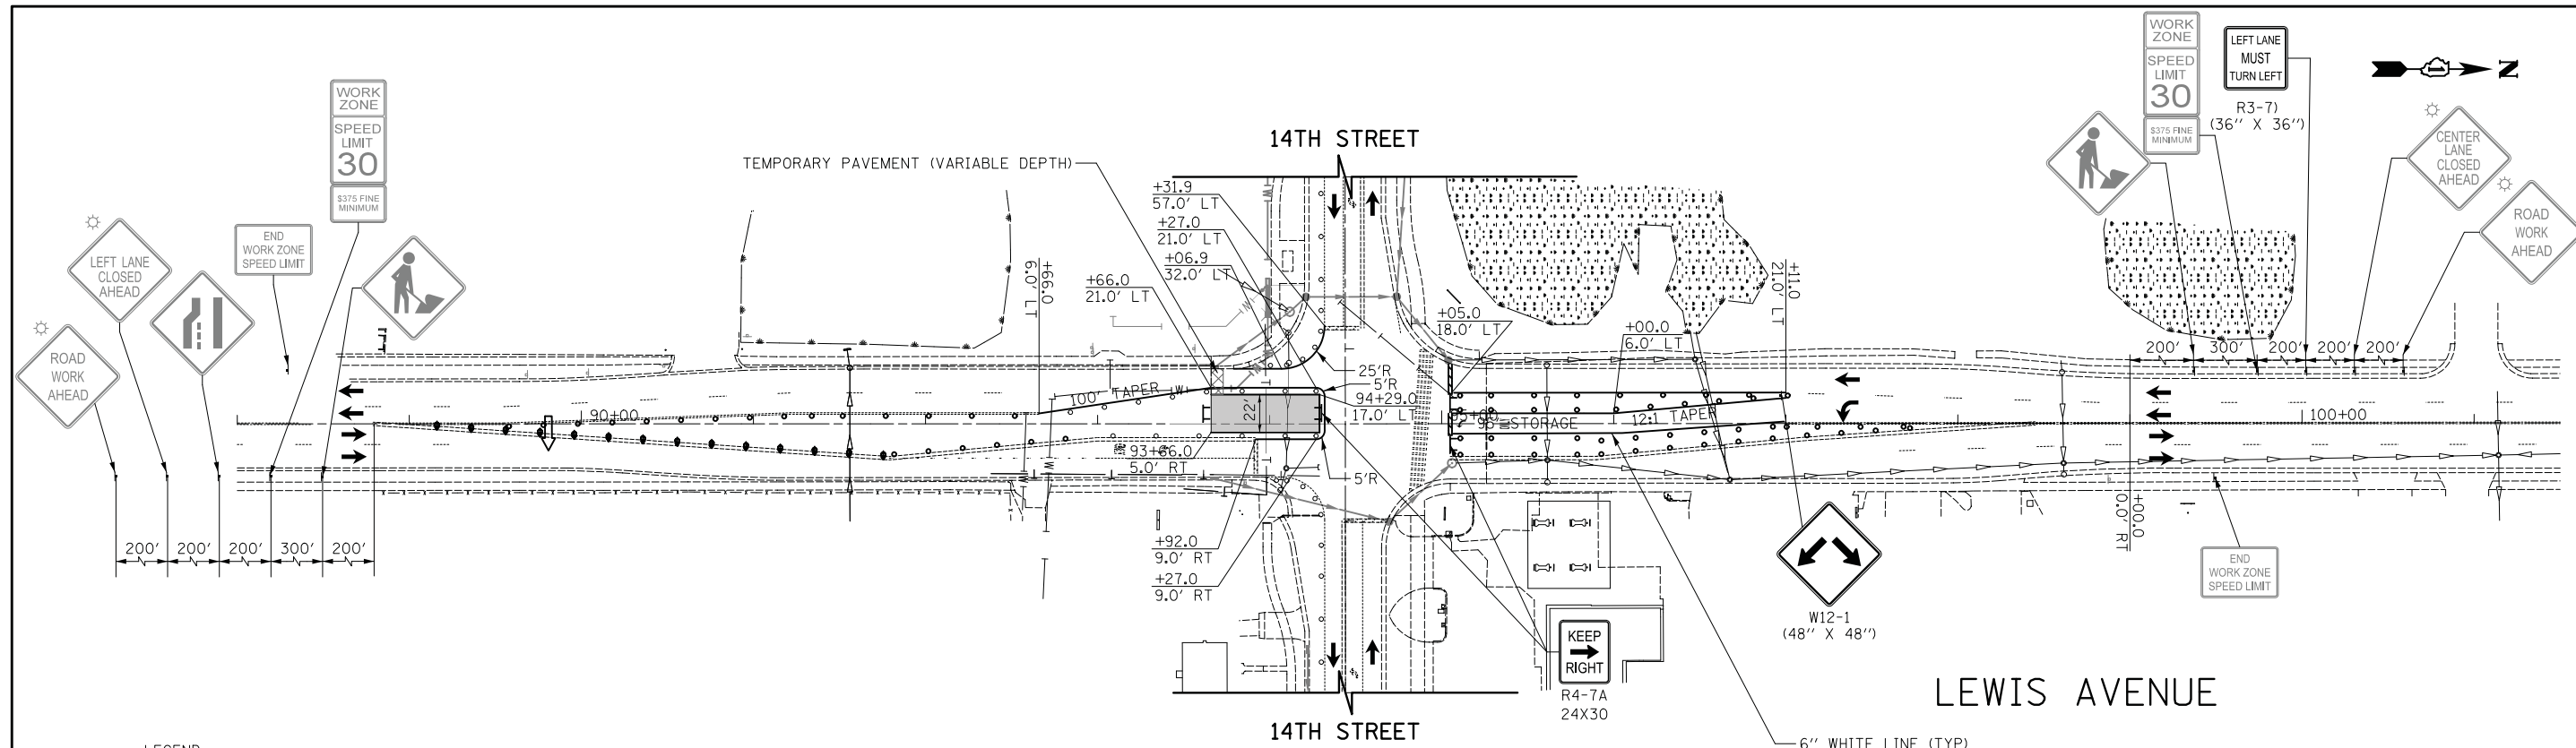 WORK
ZONE
SPEED
LIMIT
30
$375 FINE
MINIMUM
END
WORK ZONE
SPEED LIMIT
LEFT LANE
CLOSED
AHEAD
ROAD
WORK
AHEAD
200'
200'
200'
300'
200'
14TH STREET
TEMPORARY PAVEMENT (VARIABLE DEPTH)
+31.9
57.0' LT
+27.0
21.0' LT
+06.9
32.0' LT
+66.0
21.0' LT
+66.0
6.0' LT
90+00
100' TAPER
W
22'
25'R
5'R
94+29.0
17.0' LT
93+66.0
5.0' RT
5'R
+92.0
9.0' RT
+27.0
9.0' RT
14TH STREET
+05.0
18.0' LT
+00.0
6.0' LT
+11.0
21.0' LT
STORAGE
12:1 TAPER
KEEP
RIGHT
R4-7A
24X30
W12-1
(48" X 48")
6" WHITE LINE (TYP)
WORK
ZONE
SPEED
LIMIT
30
$375 FINE
MINIMUM
LEFT LANE
MUST
TURN LEFT
R3-7)
(36" X 36")
N
CENTER
LANE
CLOSED
AHEAD
ROAD
WORK
AHEAD
200'
300'
200'
200'
200'
100+00
+00.0
0.0' RT
END
WORK ZONE
SPEED LIMIT
LEWIS AVENUE
LEGEND